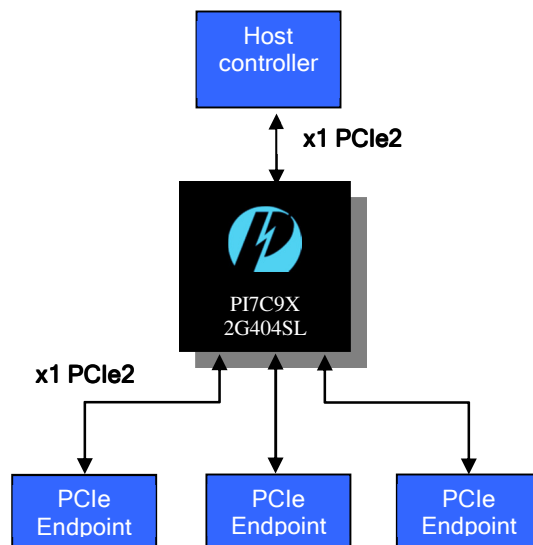 Host
controller
x1 PCIe2
PI7C9X
2G404SL
x1 PCIe2
PCIe
Endpoint
PCIe
Endpoint
PCIe
Endpoint